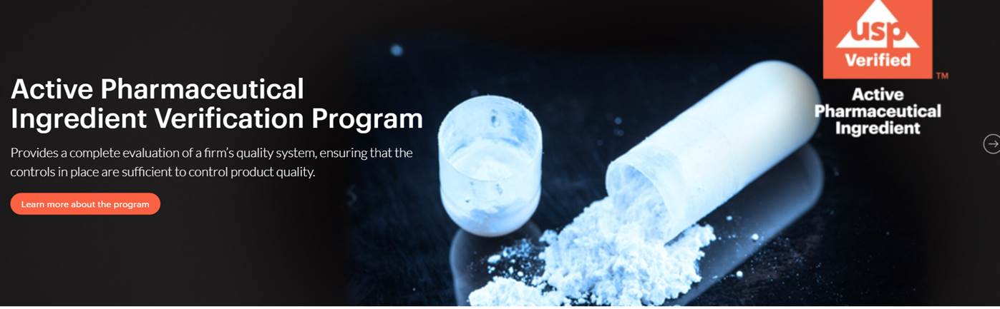 Active Pharmaceutical
Ingredient Verification Program
Provides a complete evaluation of a firm's quality system, ensuring that the
controls in place are sufficient to control product quality.
Learn more about the program
usp
Verified
TM
Active
Pharmaceutical
Ingredient